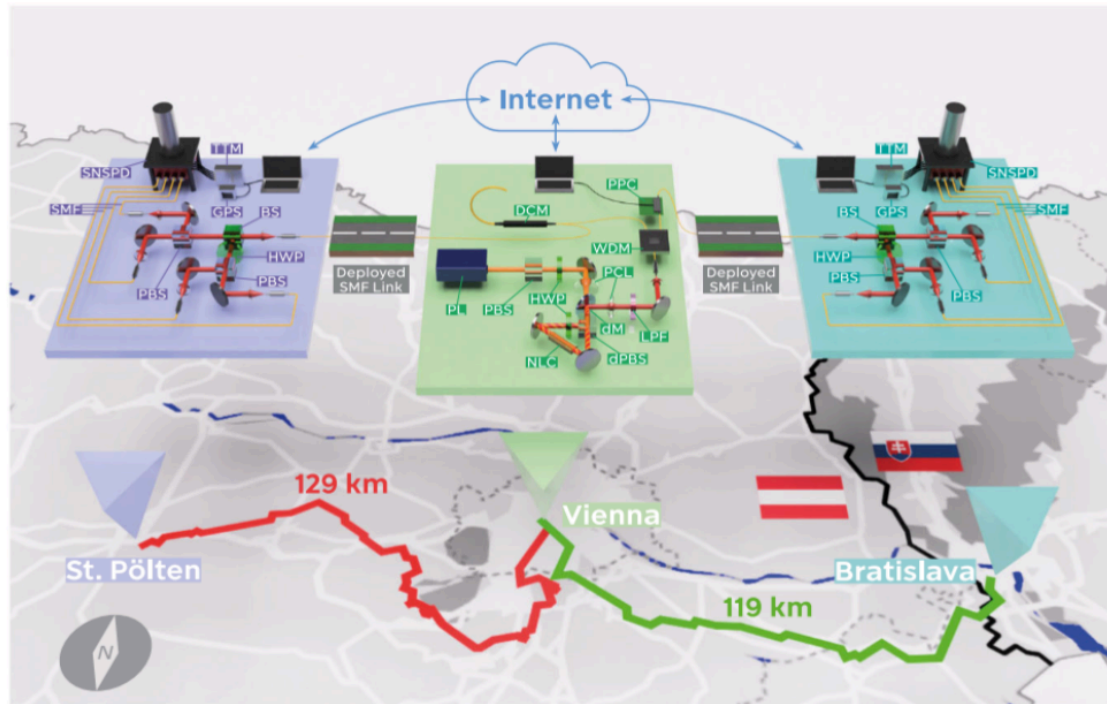 Internet
TTM
SNSPD
SMF
GPS
BS
HWP
PBS
PBS
Deployed
SMF Link
PPC
DCM
WDM
PCL
PL
PBS
HWP
dM
LPF
NLC
dPBS
Deployed
SMF Link
TTM
SNSPD
BS
GPS
SMF
HWP
PBS
PBS
129 km
Vienna
St. Pölten
Bratislava
119 km
N